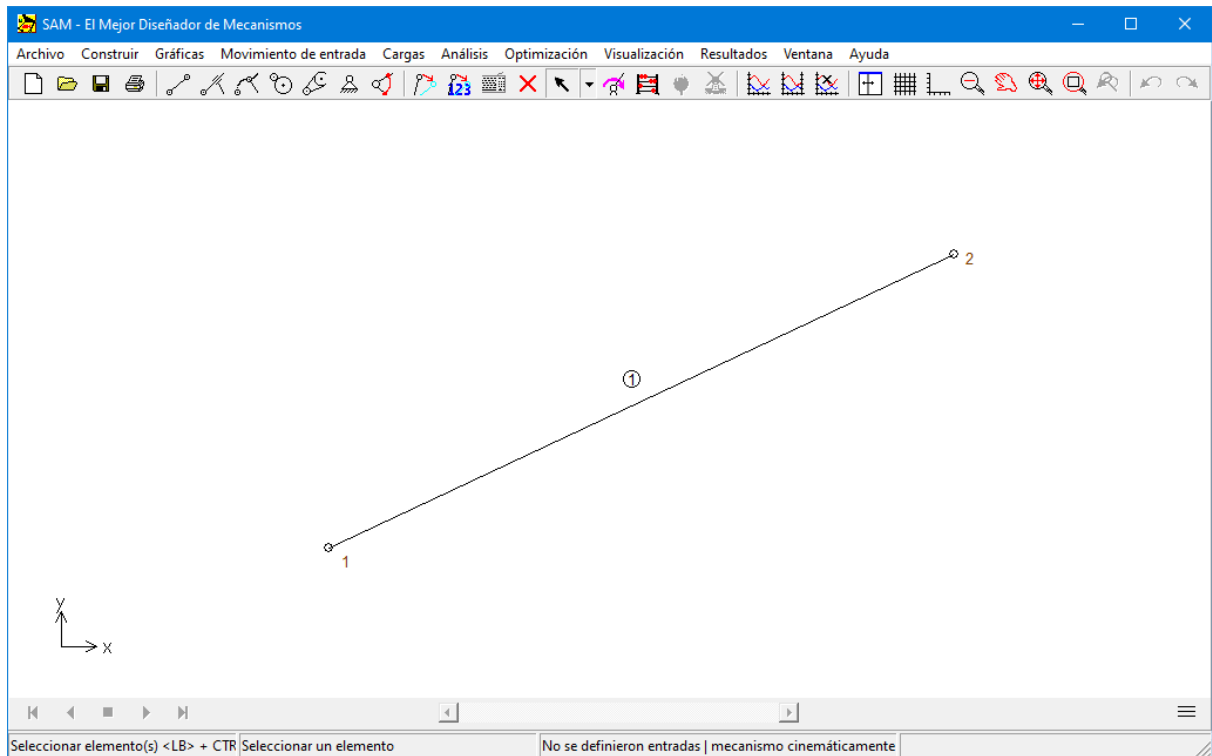 SAM - El Mejor Diseñador de Mecanismos
Archivo Construir Gráficas Movimiento de entrada Cargas Análisis Optimización Visualización Resultados Ventana Ayuda
123
2
1
1
y
x
Seleccionar elemento(s) <LB> + CTR Seleccionar un elemento No se definieron entradas | mecanismo cinemáticamente